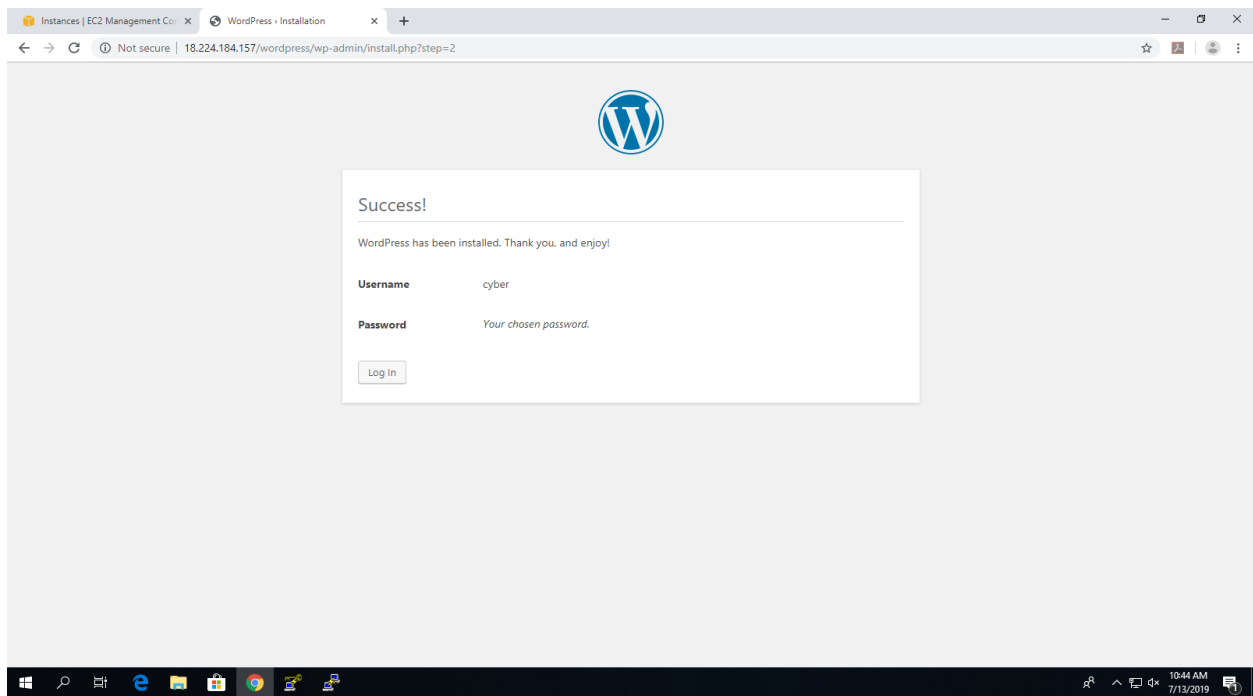 Instances | EC2 Management Con
WordPress › Installation
Not secure | 18.224.184.157/wordpress/wp-admin/install.php?step=2
Success!
WordPress has been installed. Thank you, and enjoy!
Username cyber
Password Your chosen password.
Log In
10:44 AM
7/13/2019
1